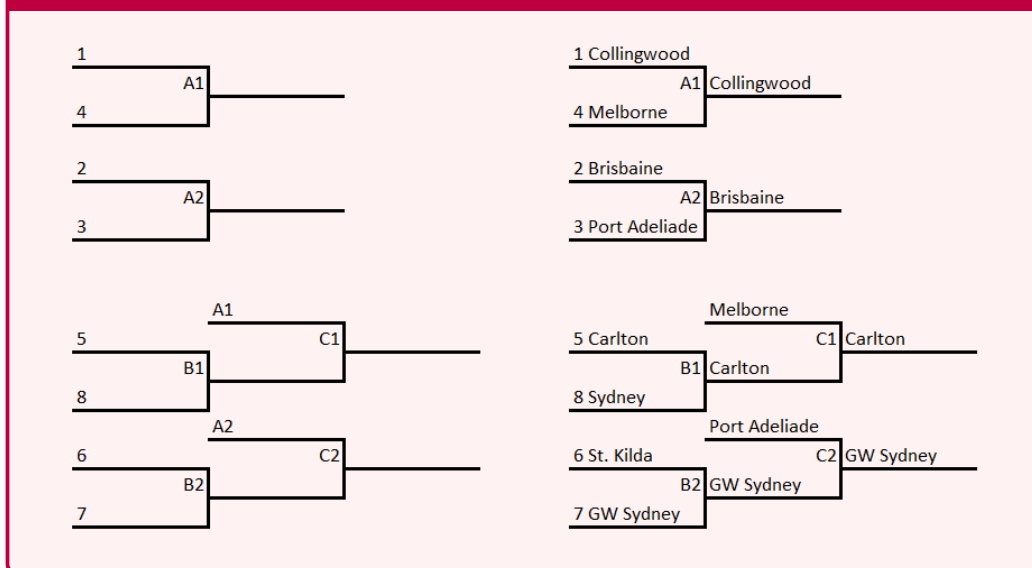 1
A1
4
2
A2
3
A1
5
C1
B1
8
A2
6
C2
B2
7
1 Collingwood
A1 Collingwood
4 Melborne
2 Brisbaine
A2 Brisbaine
3 Port Adeliade
Melborne
5 Carlton
C1 Carlton
B1 Carlton
8 Sydney
Port Adeliade
6 St. Kilda
C2 GW Sydney
B2 GW Sydney
7 GW Sydney